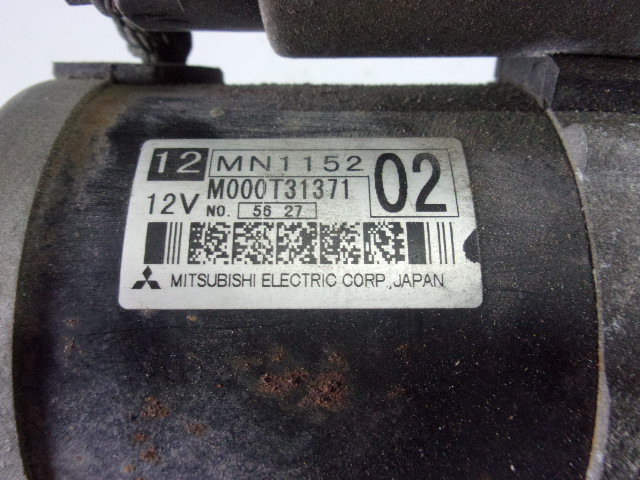 12 MN1152 02
12V M000T31371
NO. 56 27
MITSUBISHI ELECTRIC CORP. JAPAN